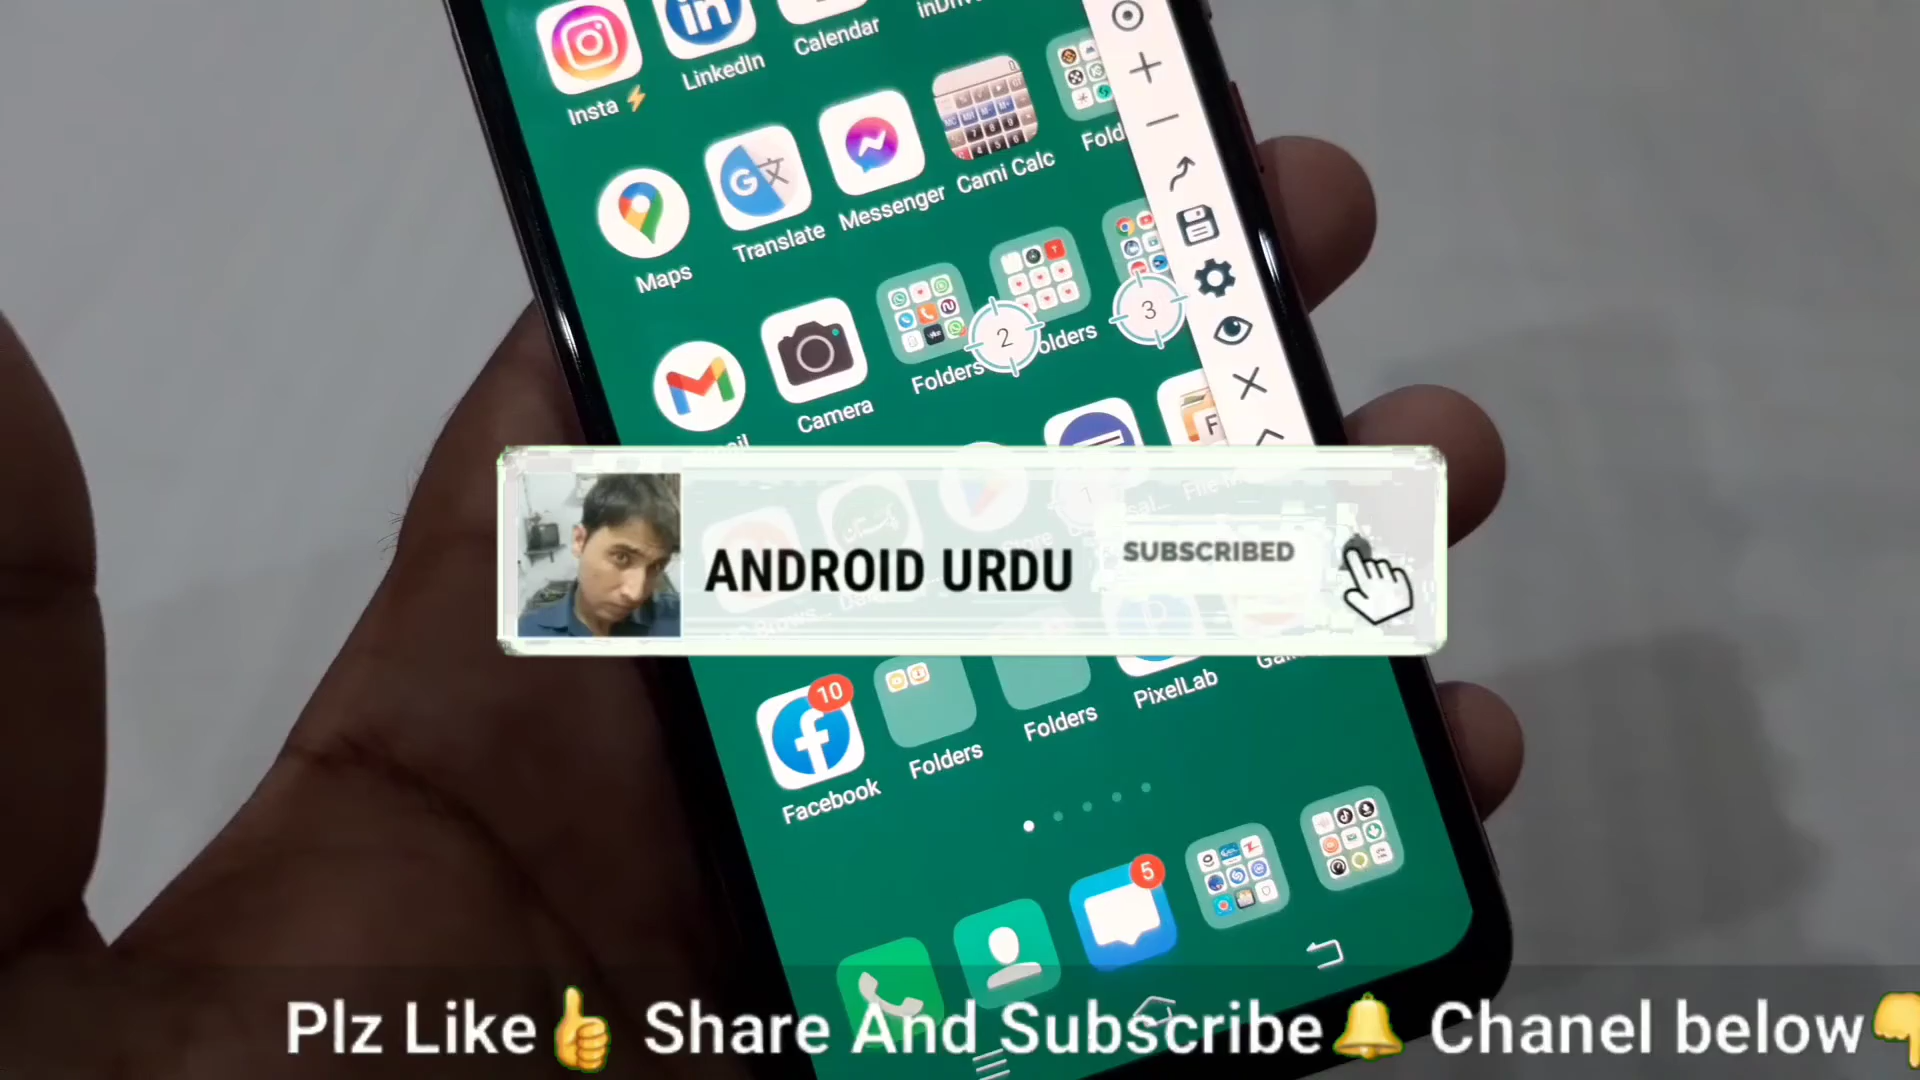 Insta⚡
LinkedIn
Calendar
Maps
Translate
Messenger
Cami Calc
Camera
Folders
2
3
ANDROID URDU
SUBSCRIBED
10
Facebook
Folders
Folders
PixelLab
5
Plz Like👍 Share And Subscribe🔔 Chanel below👇